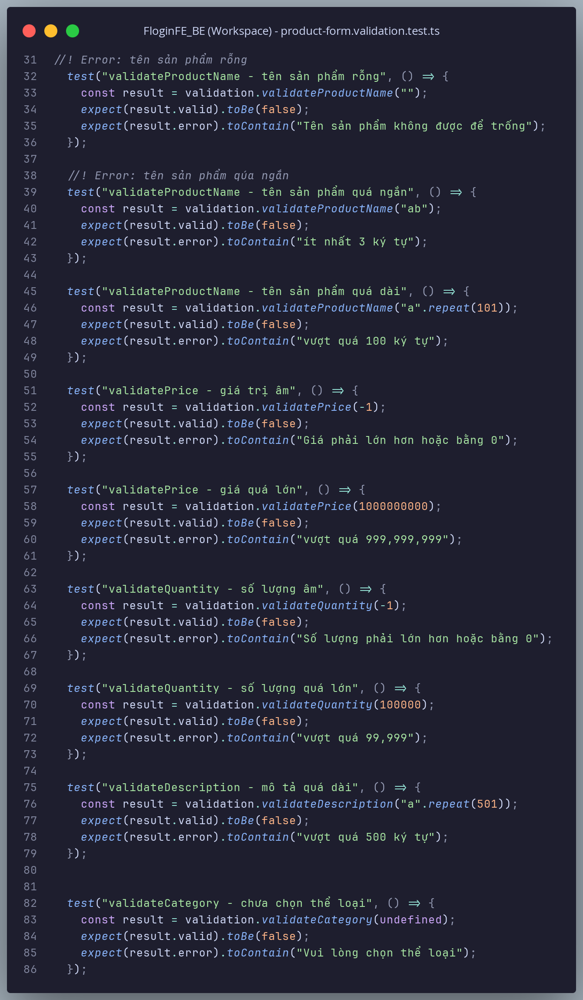 FloginFE_BE (Workspace) - product-form.validation.test.ts
31 //! Error: tên sản phẩm rỗng
32 test("validateProductName - tên sản phẩm rỗng", () => {
33 const result = validation.validateProductName("");
34 expect(result.valid).toBe(false);
35 expect(result.error).toContain("Tên sản phẩm không được để trống");
36 });
37
38 //! Error: tên sản phẩm qúa ngắn
39 test("validateProductName - tên sản phẩm quá ngắn", () => {
40 const result = validation.validateProductName("ab");
41 expect(result.valid).toBe(false);
42 expect(result.error).toContain("ít nhất 3 ký tự");
43 });
44
45 test("validateProductName - tên sản phẩm quá dài", () => {
46 const result = validation.validateProductName("a".repeat(101));
47 expect(result.valid).toBe(false);
48 expect(result.error).toContain("vượt quá 100 ký tự");
49 });
50
51 test("validatePrice - giá trị âm", () => {
52 const result = validation.validatePrice(-1);
53 expect(result.valid).toBe(false);
54 expect(result.error).toContain("Giá phải lớn hơn hoặc bằng 0");
55 });
56
57 test("validatePrice - giá quá lớn", () => {
58 const result = validation.validatePrice(1000000000);
59 expect(result.valid).toBe(false);
60 expect(result.error).toContain("vượt quá 999,999,999");
61 });
62
63 test("validateQuantity - số lượng âm", () => {
64 const result = validation.validateQuantity(-1);
65 expect(result.valid).toBe(false);
66 expect(result.error).toContain("Số lượng phải lớn hơn hoặc bằng 0");
67 });
68
69 test("validateQuantity - số lượng quá lớn", () => {
70 const result = validation.validateQuantity(100000);
71 expect(result.valid).toBe(false);
72 expect(result.error).toContain("vượt quá 99,999");
73 });
74
75 test("validateDescription - mô tả quá dài", () => {
76 const result = validation.validateDescription("a".repeat(501));
77 expect(result.valid).toBe(false);
78 expect(result.error).toContain("vượt quá 500 ký tự");
79 });
80
81
82 test("validateCategory - chưa chọn thể loại", () => {
83 const result = validation.validateCategory(undefined);
84 expect(result.valid).toBe(false);
85 expect(result.error).toContain("Vui lòng chọn thể loại");
86 });